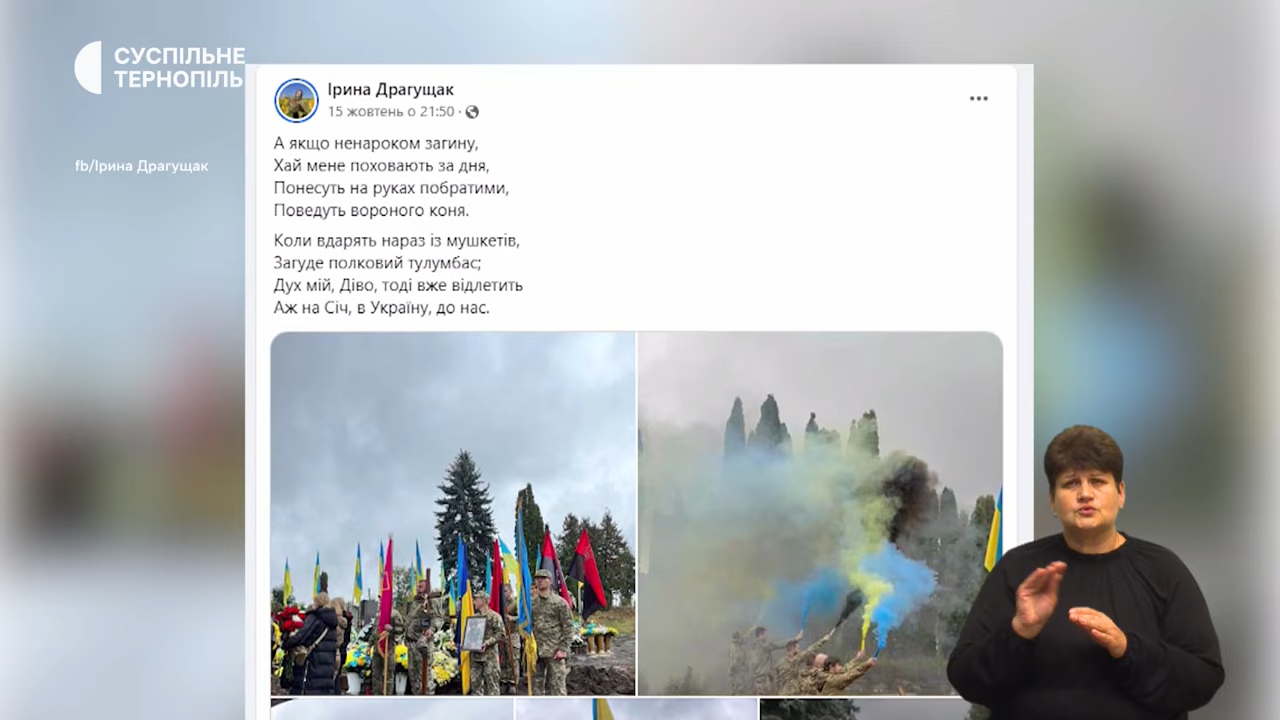 СУСПІЛЬНЕ
ТЕРНОПІЛЬ
fb/Ірина Драгущак
Ірина Драгущак
15 жовтень о 21:50 ·
А якщо ненароком загину,
Хай мене поховають за дня,
Понесуть на руках побратими,
Поведуть вороного коня.
Коли вдарять нараз із мушкетів,
Загуде полковий тулумбас;
Дух мій, Діво, тоді вже відлетить
Аж на Січ, в Україну, до нас.